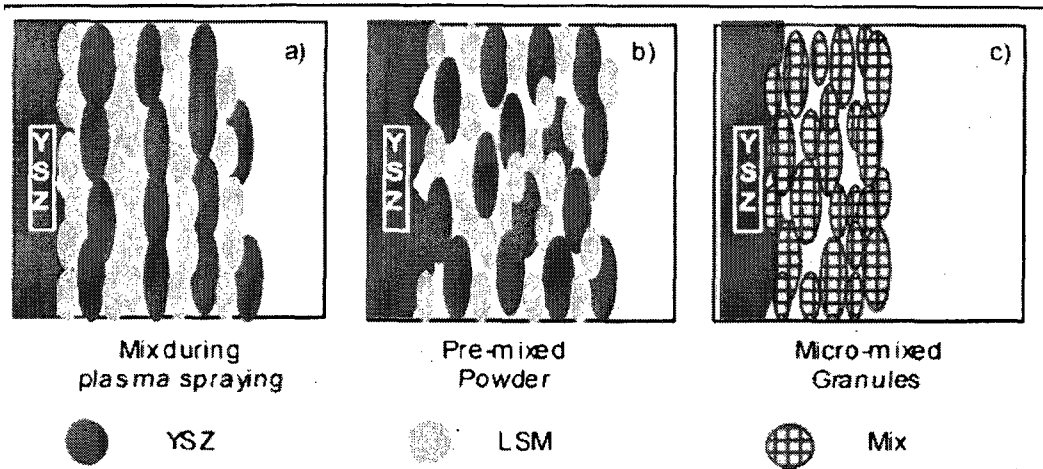 a)
b)
c)
YSZ
YSZ
YSZ
Mix during
plasma spraying
Pre-mixed
Powder
Micro-mixed
Granules
YSZ
LSM
Mix